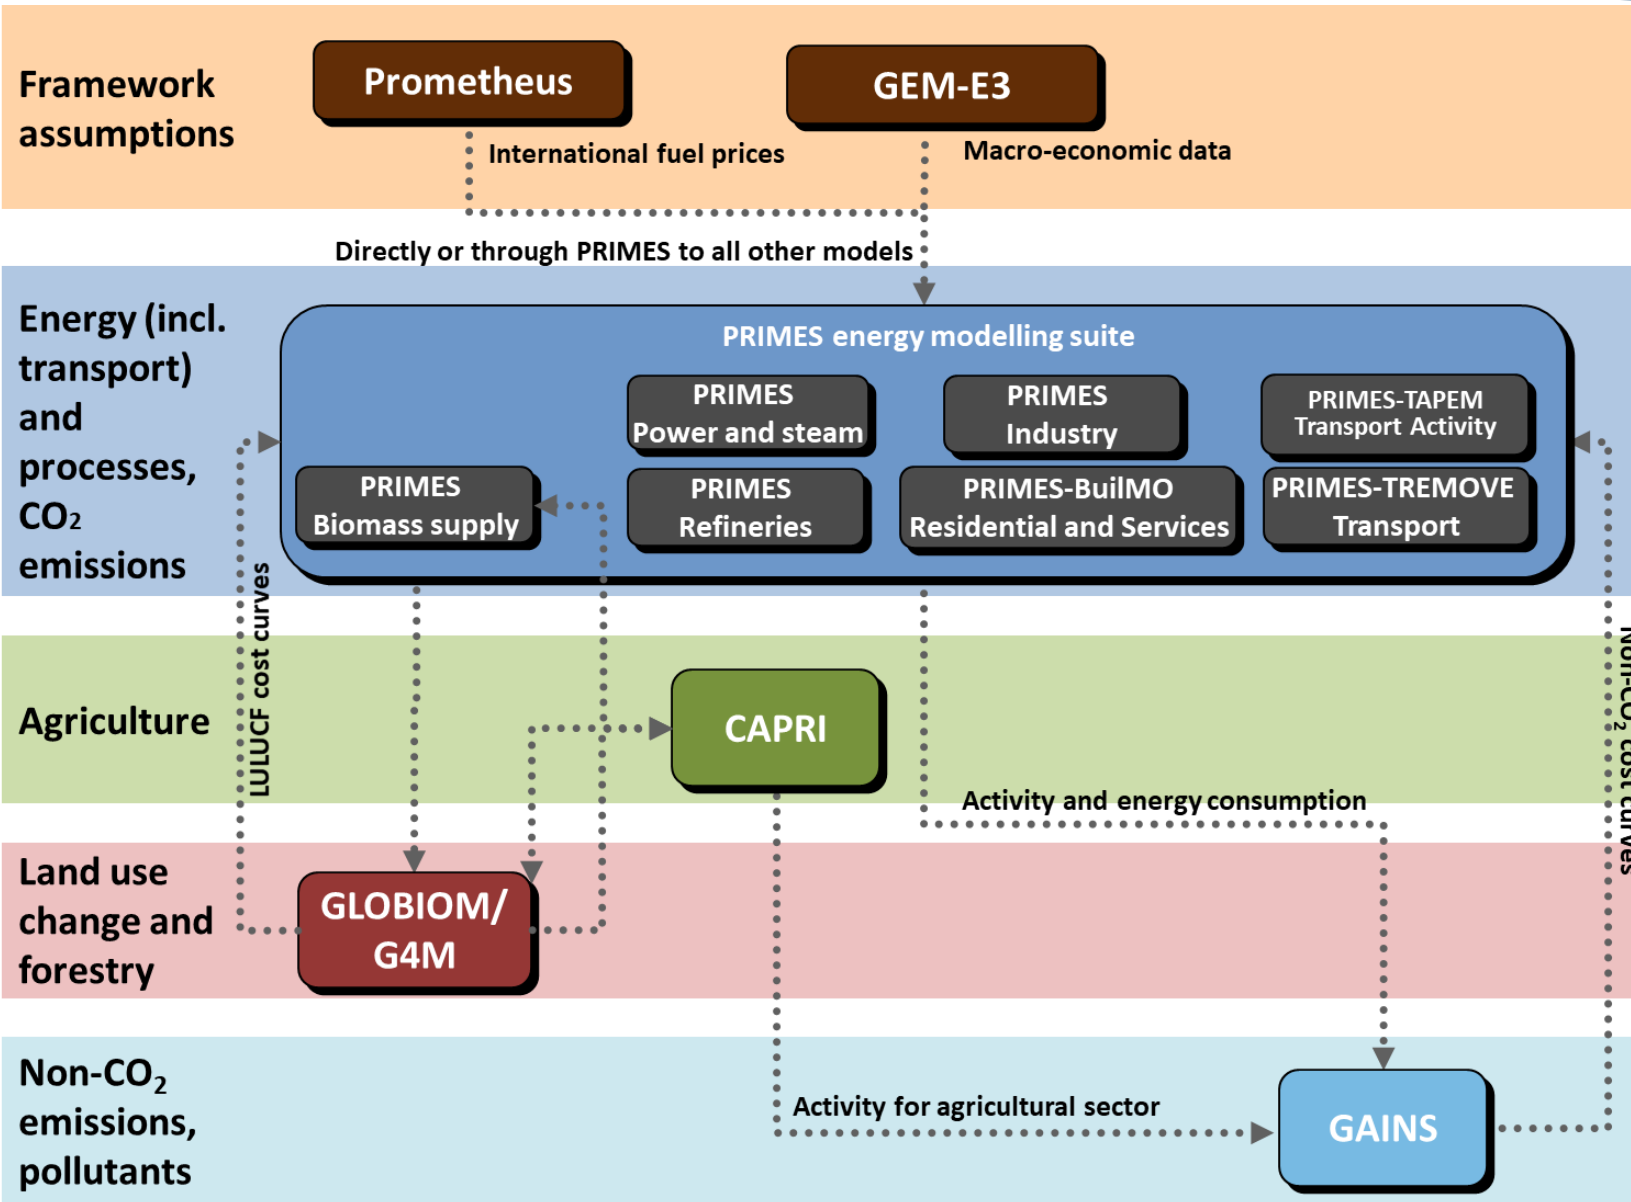 Framework
assumptions
Prometheus
GEM-E3
International fuel prices
Macro-economic data
Directly or through PRIMES to all other models
Energy (incl.
transport)
and
processes,
CO2
emissions
PRIMES energy modelling suite
PRIMES
Power and steam
PRIMES
Industry
PRIMES-TAPEM
Transport Activity
PRIMES
Biomass supply
PRIMES
Refineries
PRIMES-BuilMO
Residential and Services
PRIMES-TREMOVE
Transport
LULUCF cost curves
Non-CO2 cost curves
Agriculture
CAPRI
Activity and energy consumption
Land use
change and
forestry
GLOBIOM/
G4M
Non-CO2
emissions,
pollutants
Activity for agricultural sector
GAINS